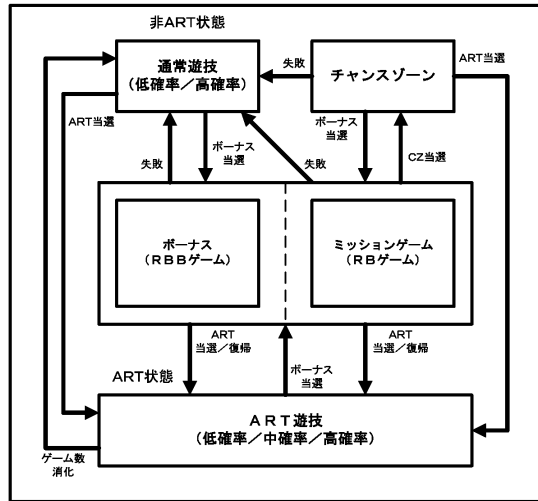 非ART状態
通常遊技
(低確率/高確率)
失敗
チャンスゾーン
ART当選
ART当選
失敗
ボーナス
当選
失敗
ボーナス
当選
CZ当選
ボーナス
(RBBゲーム)
ミッションゲーム
(RBゲーム)
ART
当選/復帰
ボーナス
当選
ART
当選/復帰
ART状態
ART遊技
(低確率/中確率/高確率)
ゲーム数
消化